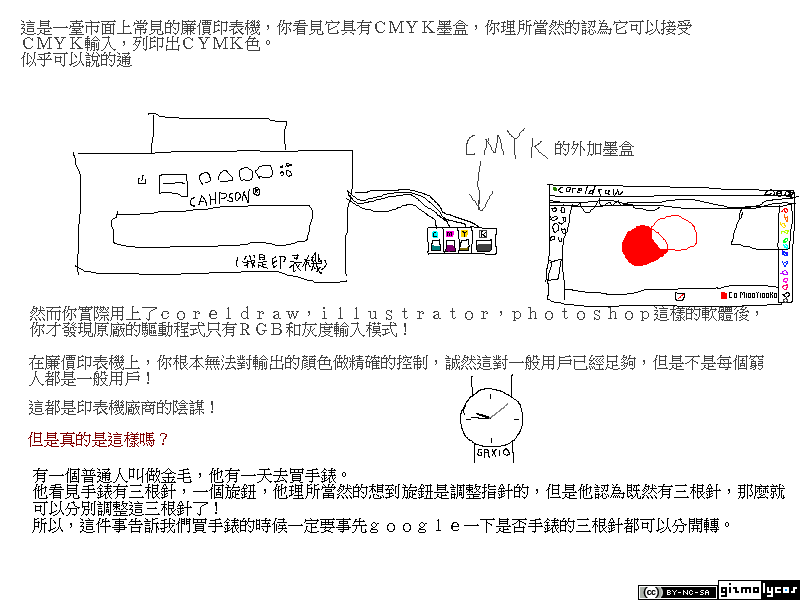 這是一臺市面上常見的廉價印表機，你看見它具有ＣＭＹＫ墨盒，你理所當然的認為它可以接受
ＣＭＹＫ輸入，列印出ＣＹＭＫ色。
似乎可以說的通
CMYK 的外加墨盒
CAHPSON®
(我是印表機)
C M Y K
coreldraw
C0 M100 Y100 K0
然而你實際用上了ｃｏｒｅｌｄｒａｗ，ｉｌｌｕｓｔｒａｔｏｒ，ｐｈｏｔｏｓｈｏｐ這樣的軟體後，
你才發現原廠的驅動程式只有ＲＧＢ和灰度輸入模式！
在廉價印表機上，你根本無法對輸出的顏色做精確的控制，誠然這對一般用戶已經足夠，但是不是每個窮
人都是一般用戶！
這都是印表機廠商的陰謀！
但是真的是這樣嗎？
GAXIO
有一個普通人叫做金毛，他有一天去買手錶。
他看見手錶有三根針，一個旋鈕，他理所當然的想到旋鈕是調整指針的，但是他認為既然有三根針，那麼就
可以分別調整這三根針了！
所以，這件事告訴我們買手錶的時候一定要事先ｇｏｏｇｌｅ一下是否手錶的三根針都可以分開轉。
(cc) BY-NC-SA
gizmolycos